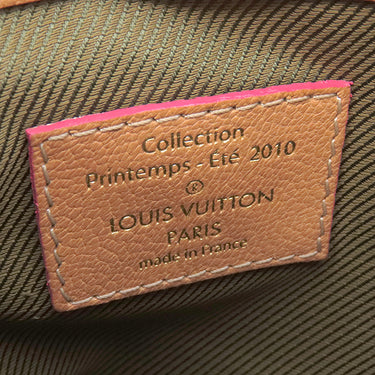 Collection
Printemps - Été 2010
®
LOUIS VUITTON
PARIS
made in France